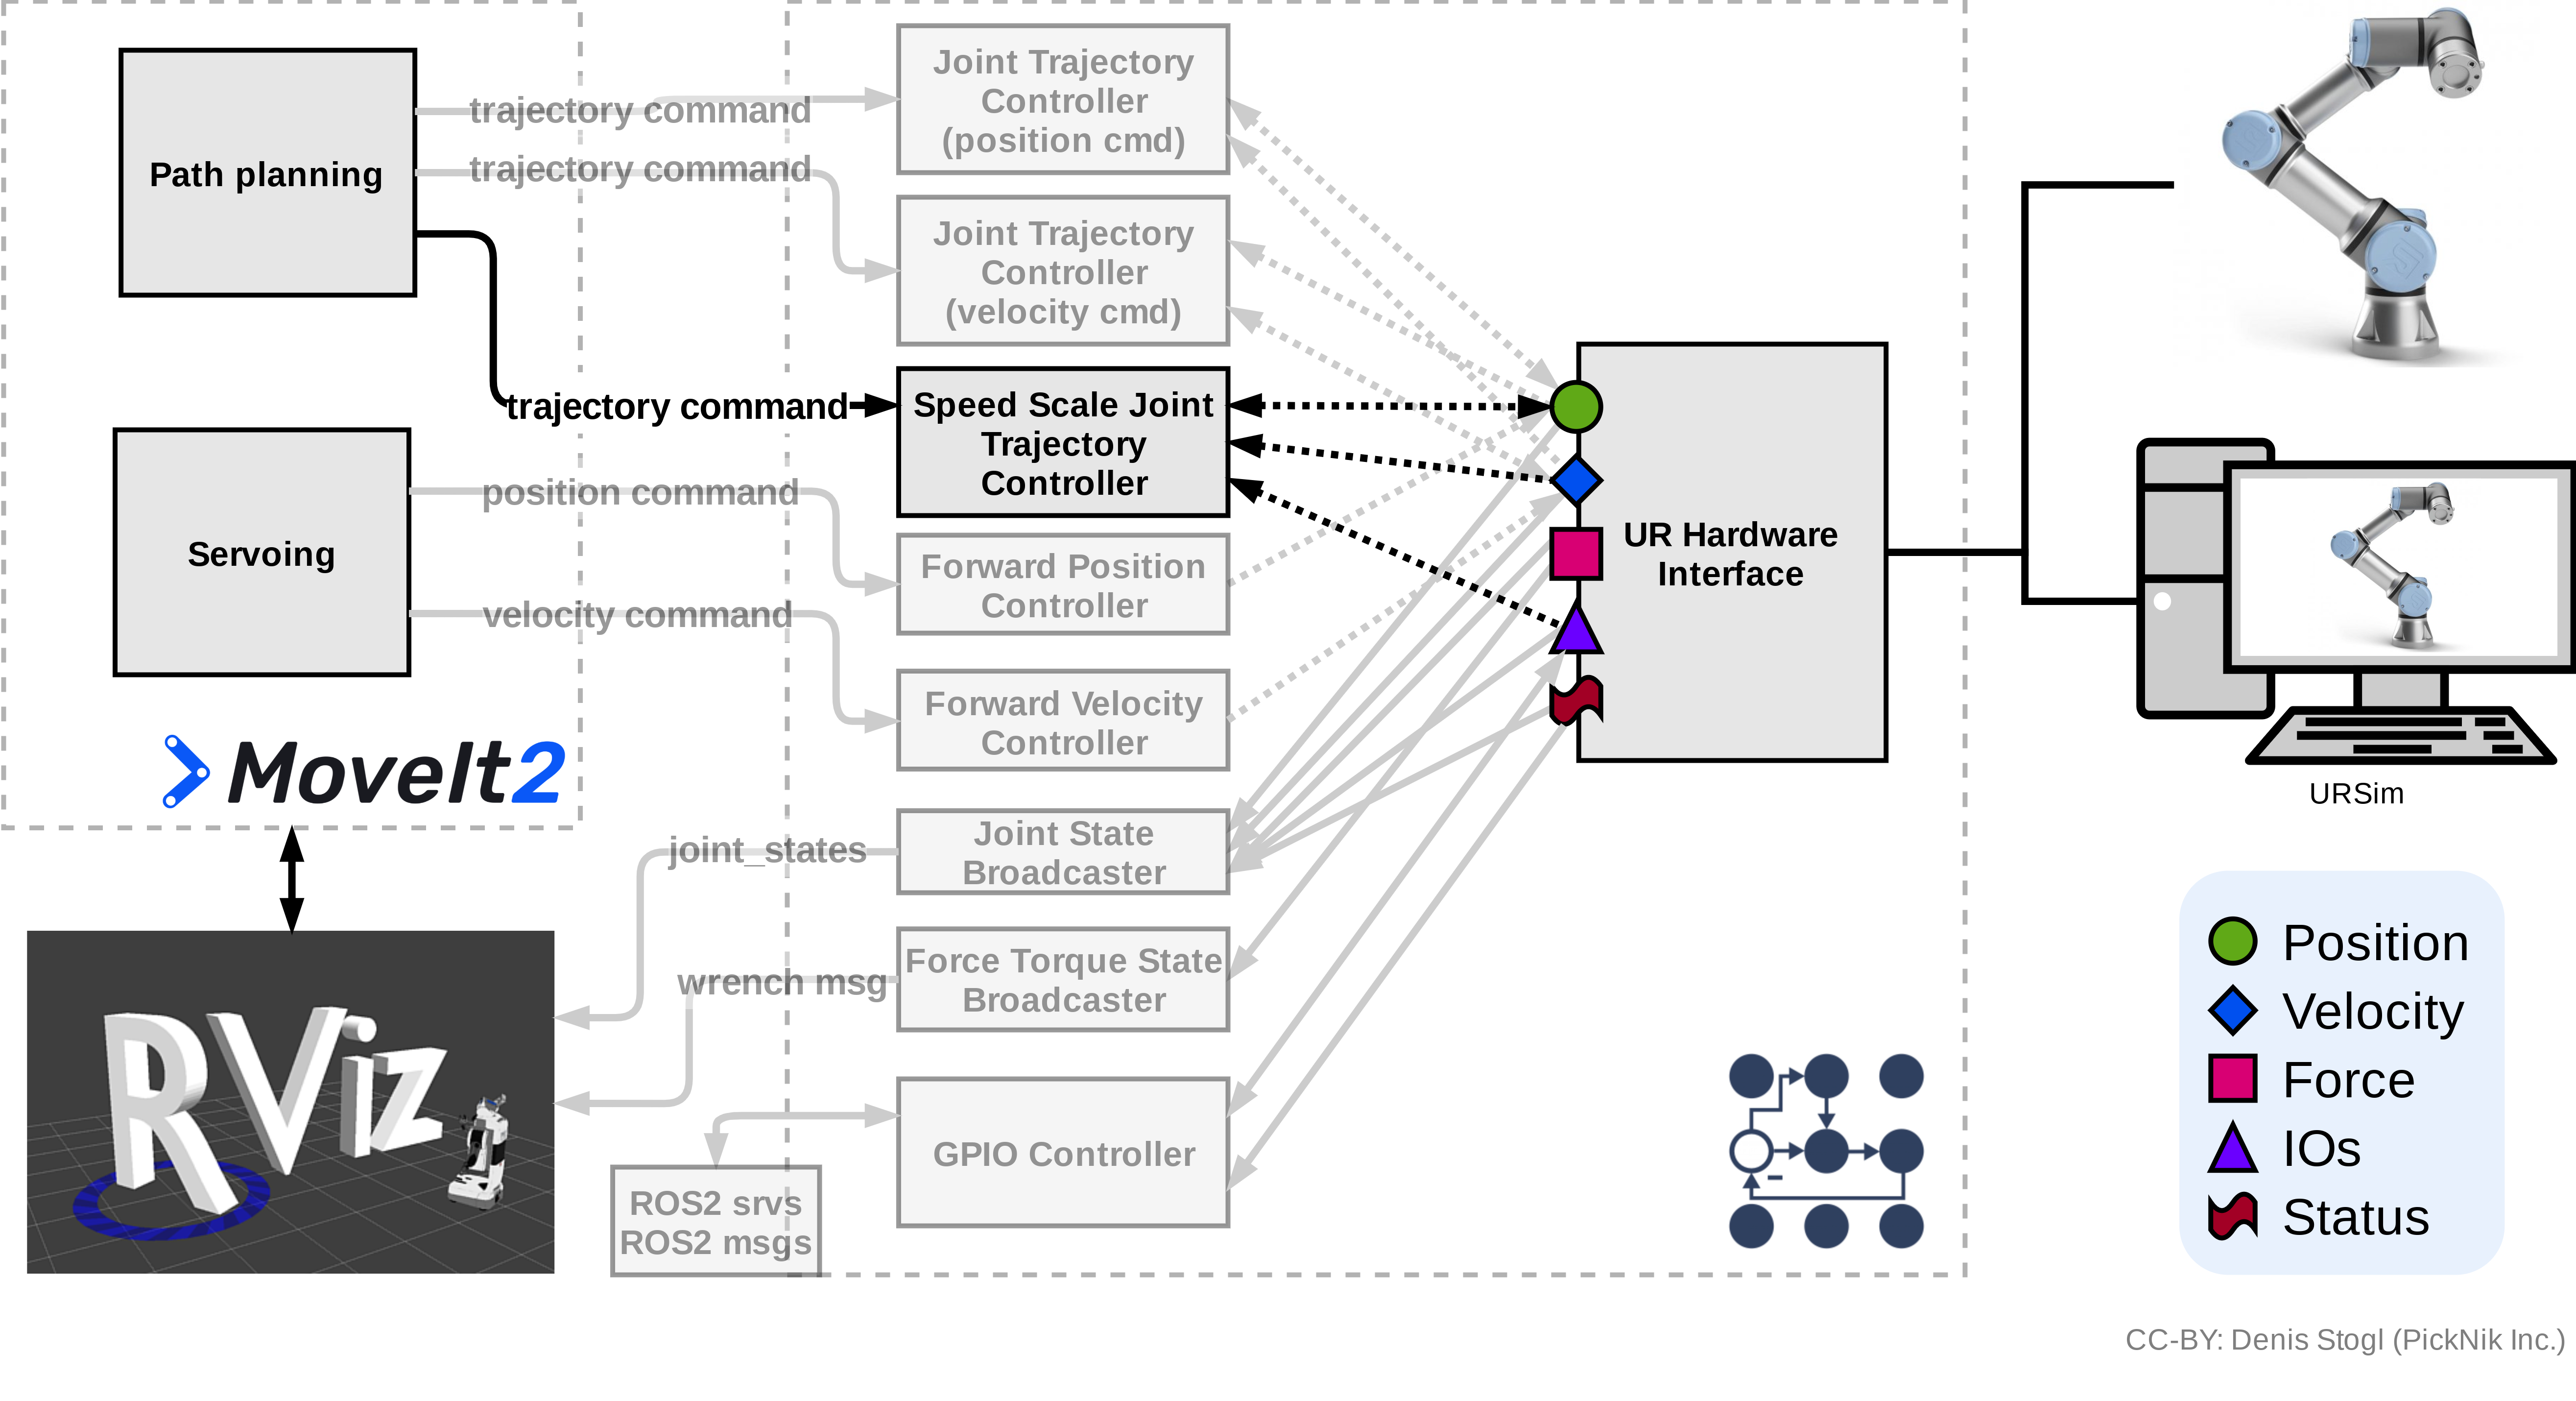 Path planning
trajectory command
trajectory command
trajectory command
Servoing
position command
velocity command
MoveIt2
Joint Trajectory
Controller
(position cmd)
Joint Trajectory
Controller
(velocity cmd)
Speed Scale Joint
Trajectory
Controller
Forward Position
Controller
Forward Velocity
Controller
Joint State
Broadcaster
joint_states
Force Torque State
Broadcaster
wrench msg
GPIO Controller
ROS2 srvs
ROS2 msgs
RViz
UR Hardware
Interface
URSim
Position
Velocity
Force
IOs
Status
CC-BY: Denis Stogl (PickNik Inc.)